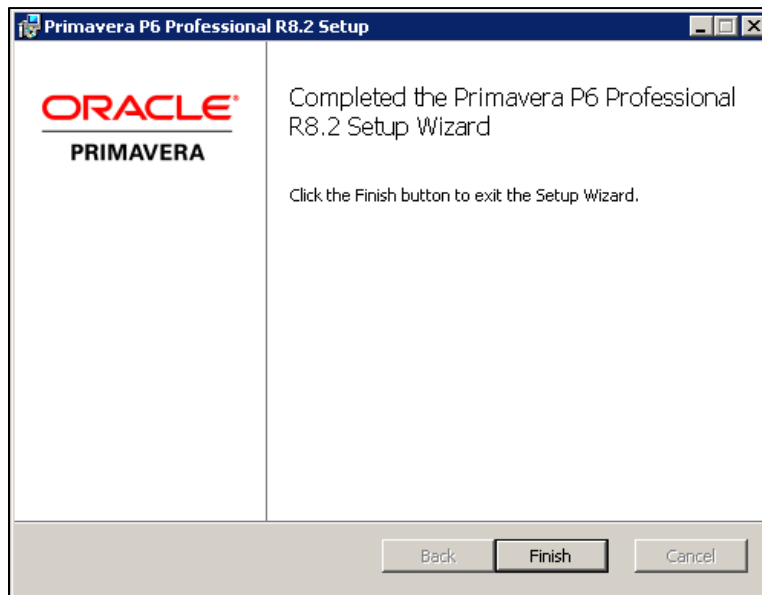 Primavera P6 Professional R8.2 Setup
ORACLE®
PRIMAVERA
Completed the Primavera P6 Professional
R8.2 Setup Wizard
Click the Finish button to exit the Setup Wizard.
Back
Finish
Cancel